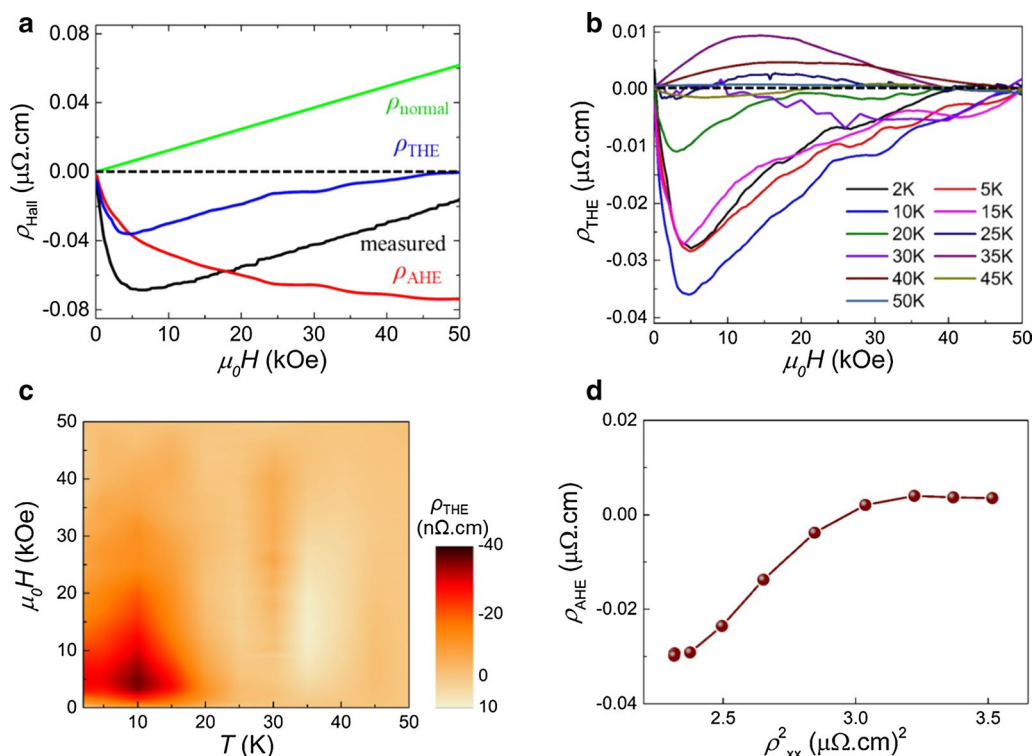 a
0.08
0.04
0.00
-0.04
-0.08
ρHall (μΩ.cm)
ρnormal
ρTHE
measured
ρAHE
0 10 20 30 40 50
μ0H (kOe)
b
0.01
0.00
-0.01
-0.02
-0.03
-0.04
ρTHE (μΩ.cm)
2K 5K
10K 15K
20K 25K
30K 35K
40K 45K
50K
0 10 20 30 40 50
μ0H (kOe)
c
50
40
30
20
10
0
μ0H (kOe)
10 20 30 40 50
T (K)
ρTHE
(nΩ.cm)
-40
-20
0
10
d
0.02
0.00
-0.02
-0.04
ρAHE (μΩ.cm)
2.5 3.0 3.5
ρ²xx (μΩ.cm)²